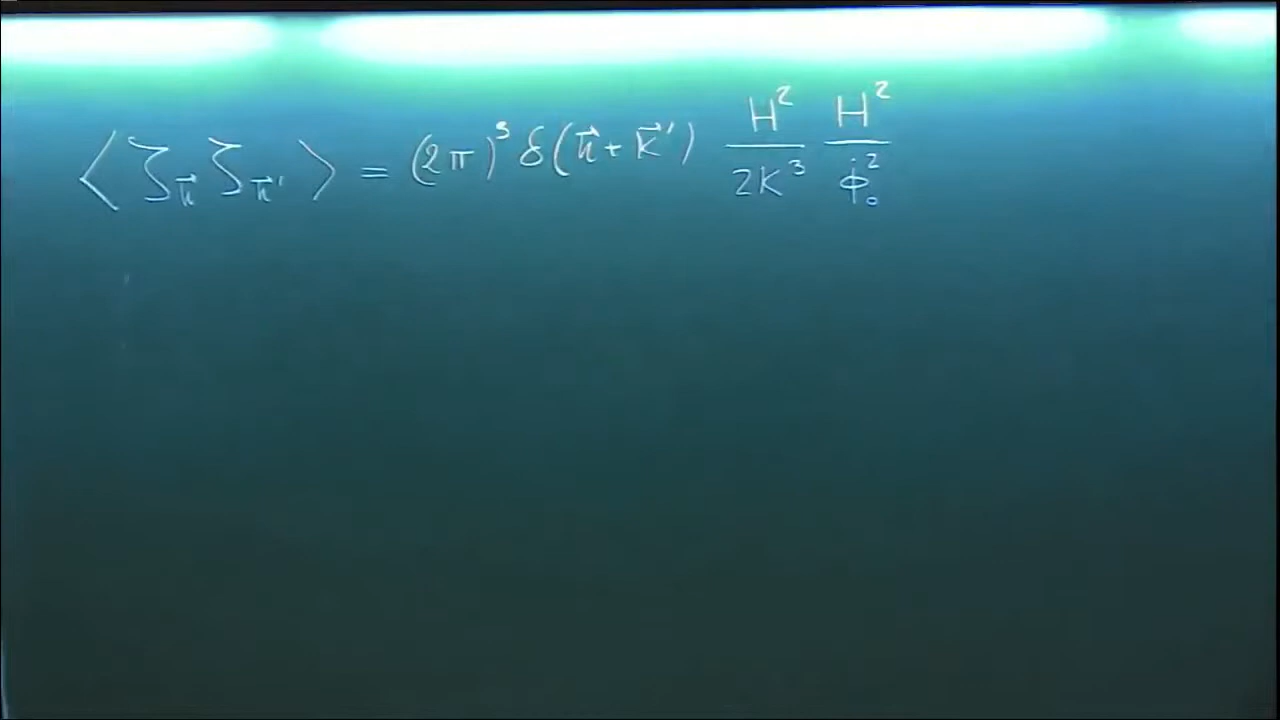 ⟨ ζ_k⃗ ζ_k⃗' ⟩ = (2π)³ δ(k⃗ + k⃗') H²/2k³ H²/φ̇₀²